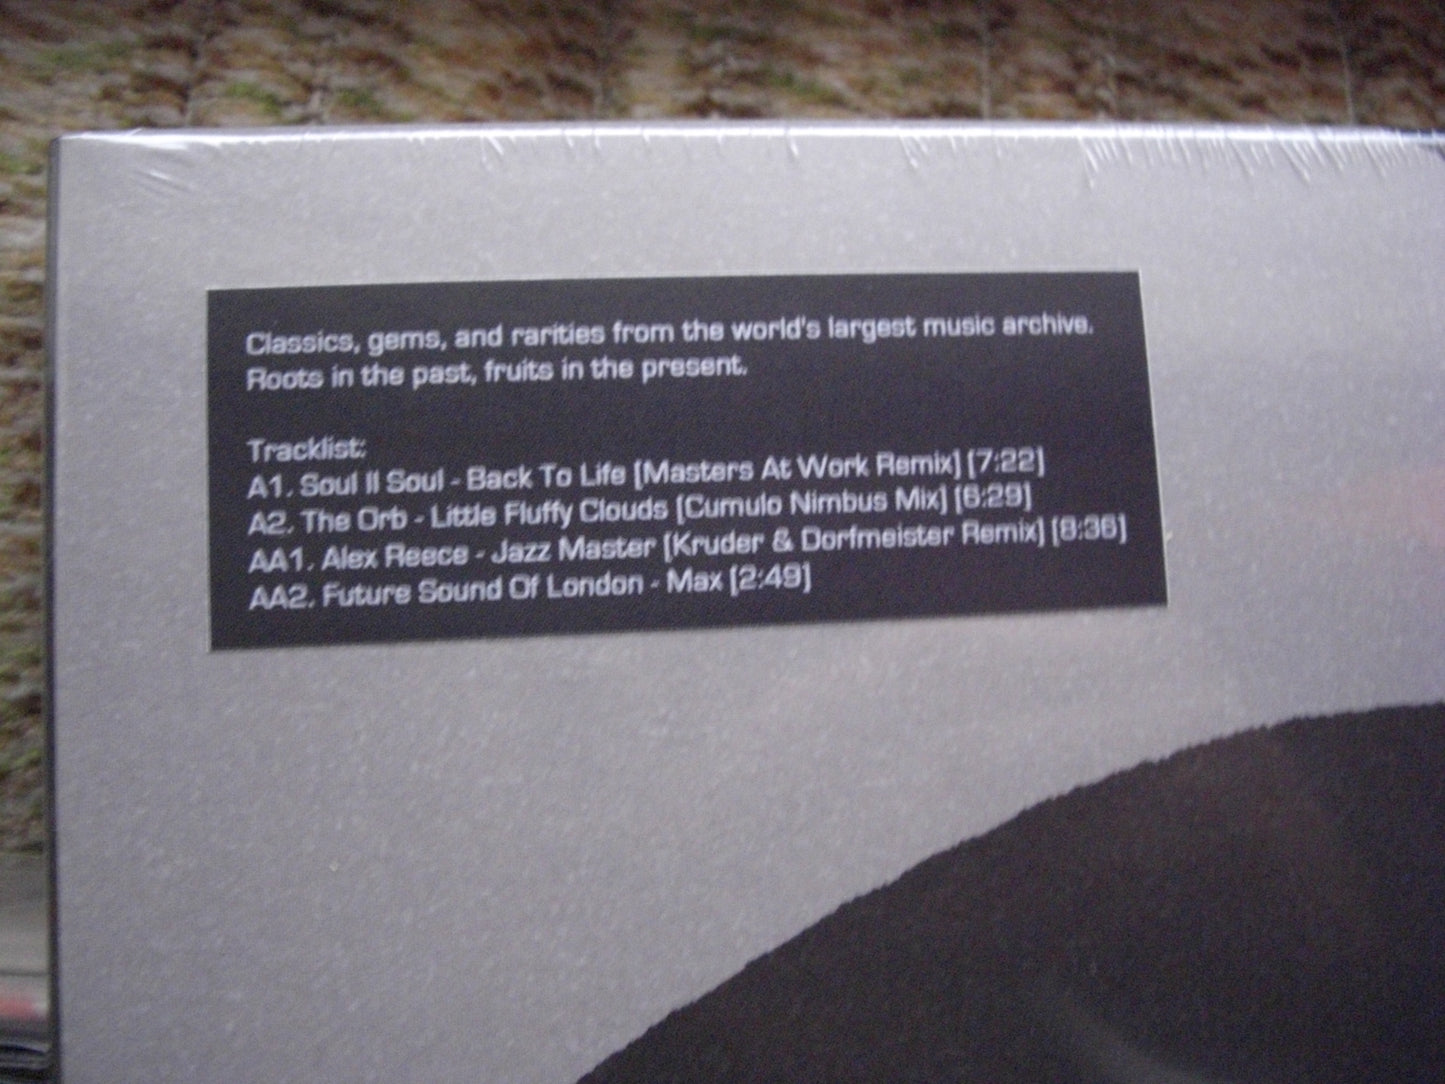 Classics, gems, and rarities from the world's largest music archive.
Roots in the past, fruits in the present.
Tracklist:
A1. Soul II Soul - Back To Life [Masters At Work Remix] [7:22]
A2. The Orb - Little Fluffy Clouds [Cumulo Nimbus Mix] [6:29]
AA1. Alex Reece - Jazz Master [Kruder & Dorfmeister Remix] [8:36]
AA2. Future Sound Of London - Max [2:49]